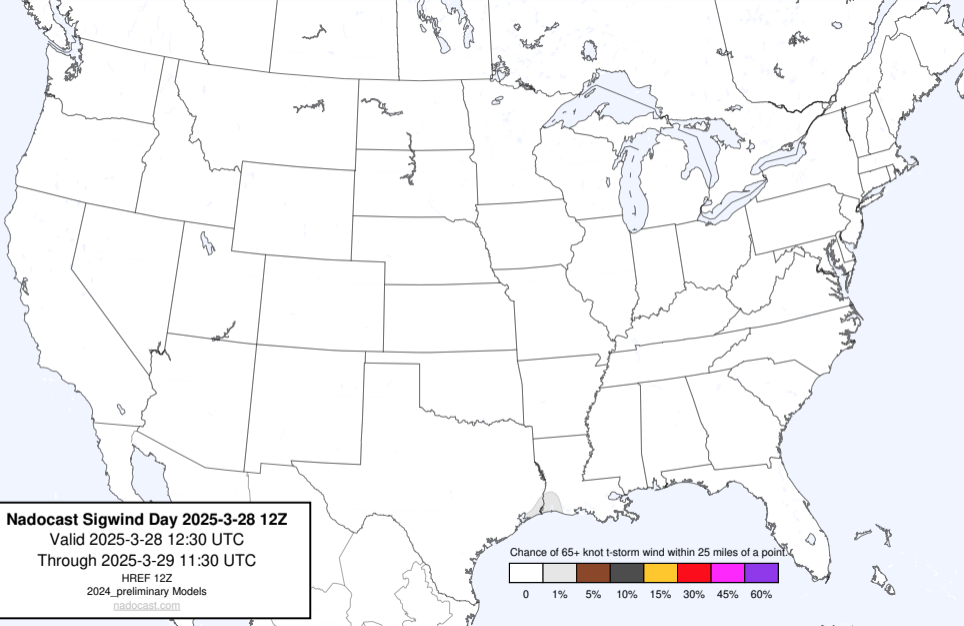 Nadocast Sigwind Day 2025-3-28 12Z
Valid 2025-3-28 12:30 UTC
Through 2025-3-29 11:30 UTC
HREF 12Z
2024_preliminary Models
nadocast.com
Chance of 65+ knot t-storm wind within 25 miles of a point.
0 1% 5% 10% 15% 30% 45% 60%